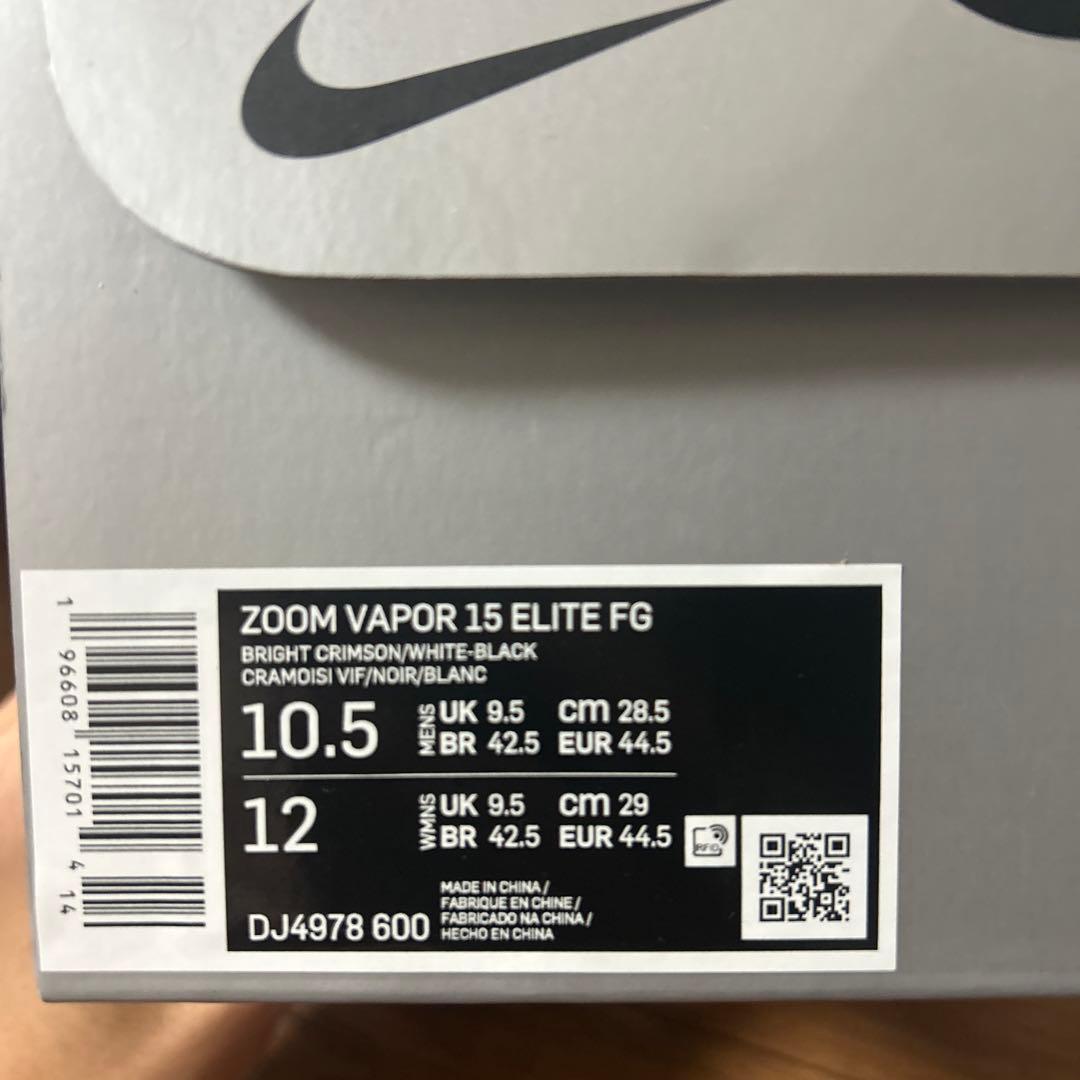 ZOOM VAPOR 15 ELITE FG
BRIGHT CRIMSON/WHITE-BLACK
CRAMOISI VIF/NOIR/BLANC
10.5 MENS UK 9.5 CM 28.5
BR 42.5 EUR 44.5
12 WMNS UK 9.5 CM 29
BR 42.5 EUR 44.5
RFID
MADE IN CHINA /
FABRIQUE EN CHINE /
FABRICADO NA CHINA /
HECHO EN CHINA
DJ4978 600
1 96608 15701 4 14